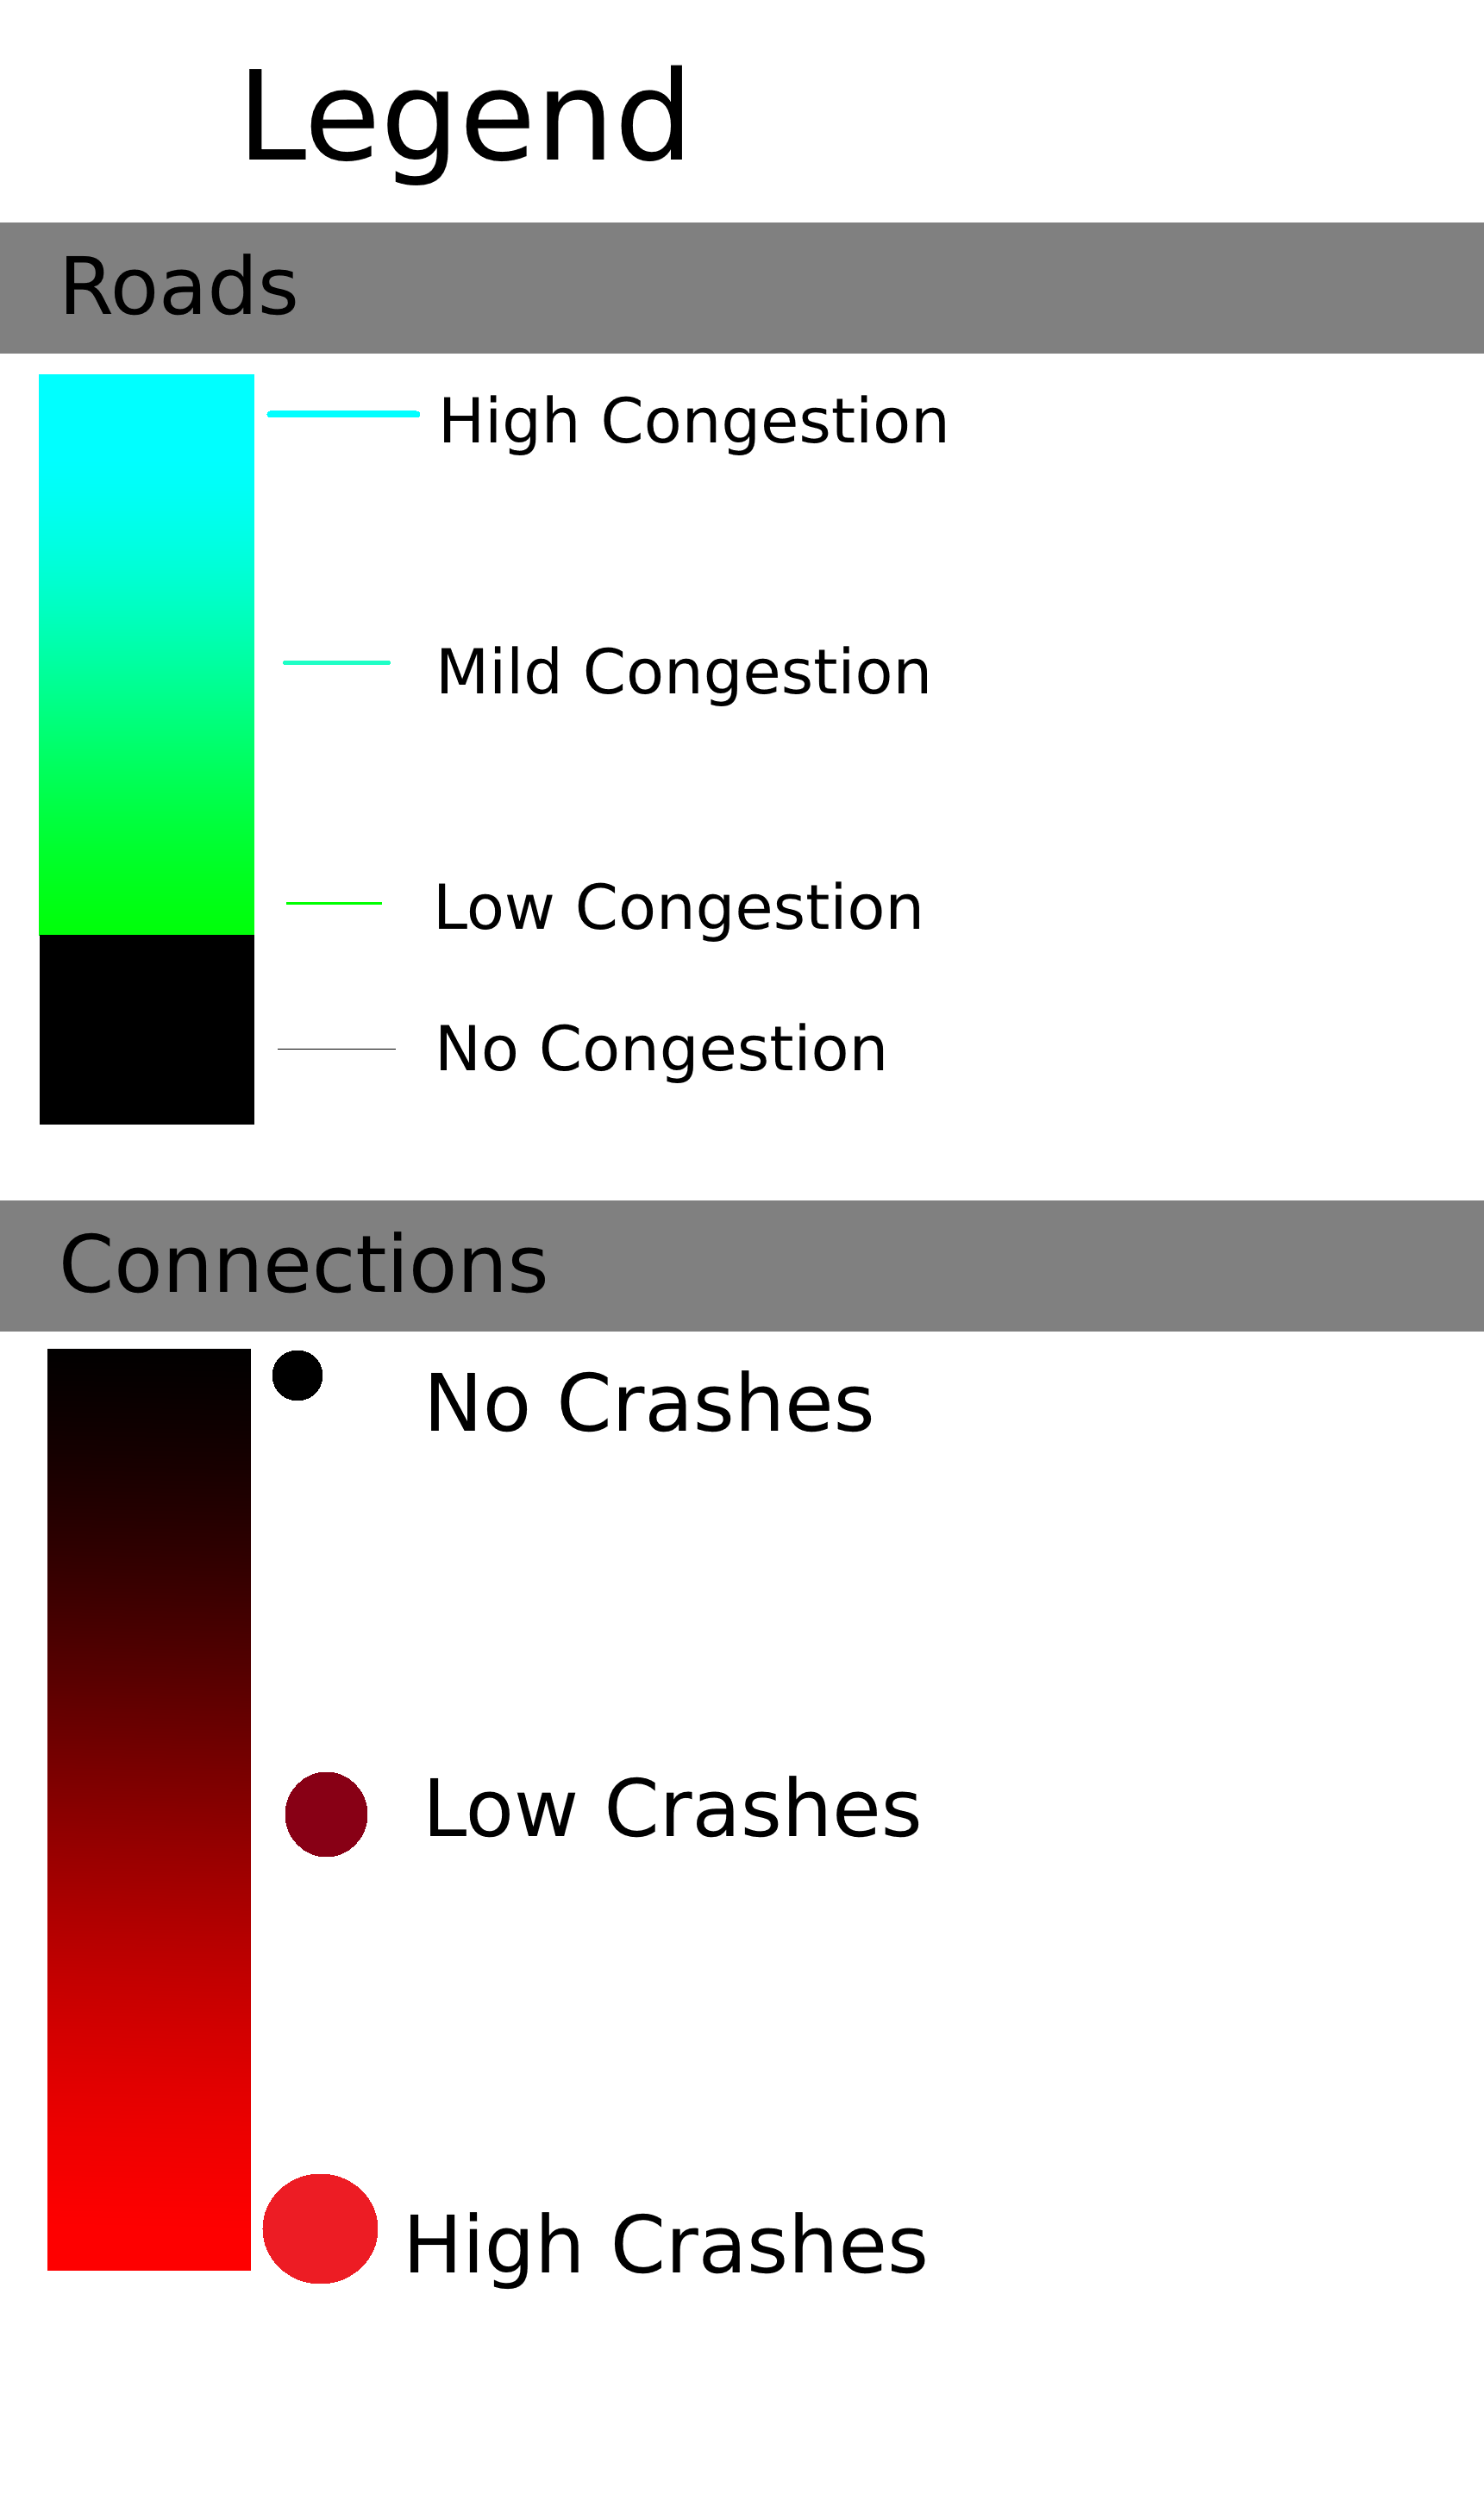 Legend
Roads
High Congestion
Mild Congestion
Low Congestion
No Congestion
Connections
No Crashes
Low Crashes
High Crashes